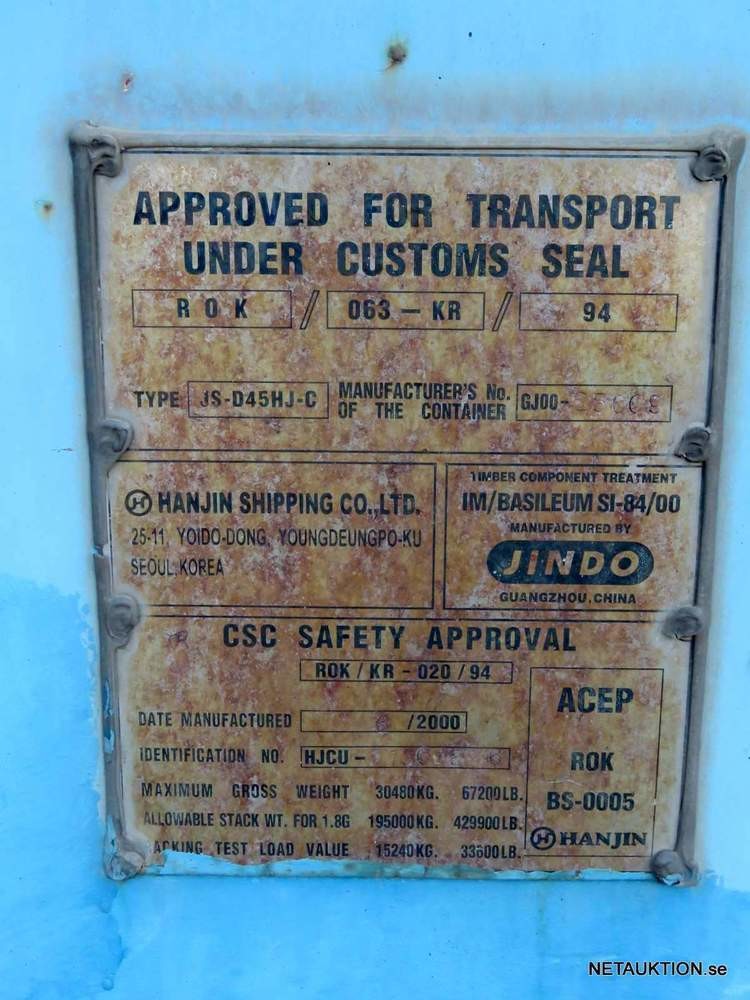 APPROVED FOR TRANSPORT
UNDER CUSTOMS SEAL
ROK / 063-KR / 94
TYPE JS-D45HJ-C MANUFACTURER'S No. OF THE CONTAINER GJ00-
HANJIN SHIPPING CO.,LTD.
25-11, YOIDO-DONG, YOUNGDEUNGPO-KU
SEOUL, KOREA
TIMBER COMPONENT TREATMENT
IM/BASILEUM SI-84/00
MANUFACTURED BY
JINDO
GUANGZHOU, CHINA
CSC SAFETY APPROVAL
ROK / KR - 020 / 94
DATE MANUFACTURED /2000
IDENTIFICATION NO. HJCU-
MAXIMUM GROSS WEIGHT 30480KG. 67200LB.
ALLOWABLE STACK WT. FOR 1.8G 195000KG. 429900LB.
TEST LOAD VALUE 15240KG. 33600LB.
ACEP
ROK
BS-0005
HANJIN
NETAUKTION.se